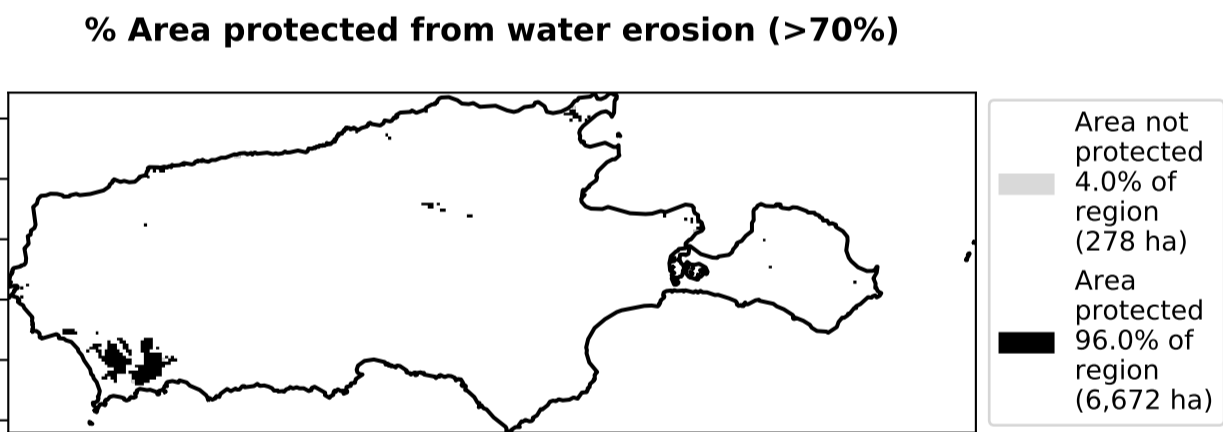 % Area protected from water erosion (>70%)
Area not
protected
4.0% of
region
(278 ha)
Area
protected
96.0% of
region
(6,672 ha)